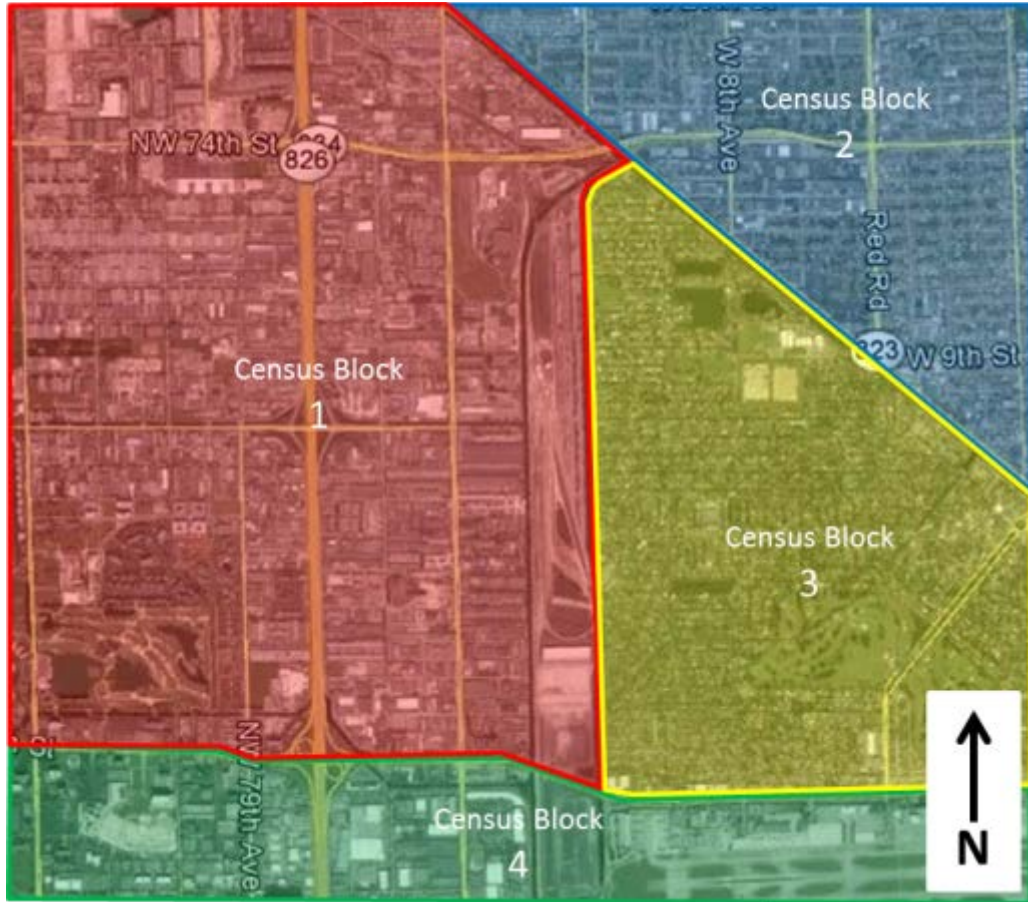 Census Block
2
W 8th Ave
NW 74th St
826
Red Rd
W 9th St
Census Block
1
Census Block
3
NW 79th Ave
Census Block
4
N